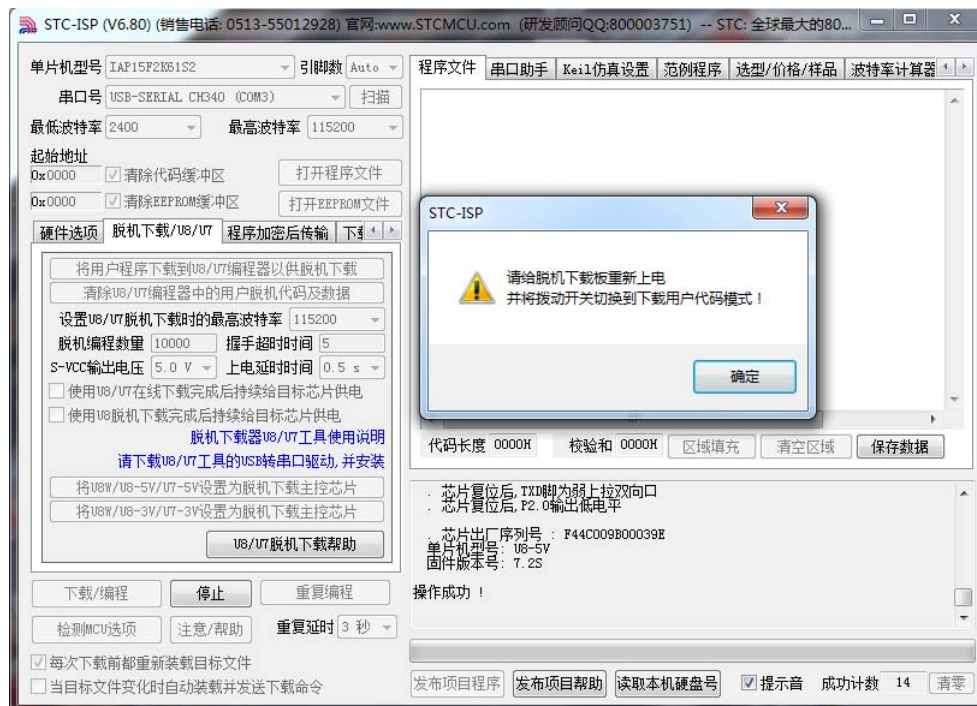 STC-ISP (V6.80) (销售电话: 0513-55012928) 官网:www.STCMCU.com (研发顾问QQ:800003751) -- STC: 全球最大的80...
单片机型号 IAP15F2K61S2 引脚数 Auto
串口号 USB-SERIAL CH340 (COM3) 扫描
最低波特率 2400 最高波特率 115200
起始地址
0x0000 清除代码缓冲区 打开程序文件
0x0000 清除EEPROM缓冲区 打开EEPROM文件
硬件选项 脱机下载/U8/U7 程序加密后传输
将用户程序下载到U8/U7编程器以供脱机下载
清除U8/U7编程器中的用户脱机代码及数据
设置U8/U7脱机下载时的最高波特率 115200
脱机编程数量 10000 握手超时时间 5
S-VCC输出电压 5.0 V 上电延时时间 0.5 s
使用U8/U7在线下载完成后持续给目标芯片供电
使用U8脱机下载完成后持续给目标芯片供电
脱机下载器U8/U7工具使用说明
请下载U8/U7工具的USB转串口驱动,并安装
将U8W/U8-5V/U7-5V设置为脱机下载主控芯片
将U8W/U8-3V/U7-3V设置为脱机下载主控芯片
U8/U7脱机下载帮助
下载/编程 停止 重复编程
检测MCU选项 注意/帮助 重复延时 3 秒
每次下载前都重新装载目标文件
当目标文件变化时自动装载并发送下载命令
程序文件 串口助手 Keil仿真设置 范例程序 选型/价格/样品 波特率计算器
STC-ISP
请给脱机下载板重新上电
并将拨动开关切换到下载用户代码模式！
确定
代码长度 0000H 校验和 0000H 区域填充 清空区域 保存数据
. 芯片复位后,TXD脚为弱上拉双向口
. 芯片复位后,P2.0输出低电平
. 芯片出厂序列号 : F44C009B00039E
单片机型号: U8-5V
固件版本号: 7.2S
操作成功 !
发布项目程序 发布项目帮助 读取本机硬盘号 提示音 成功计数 14 清零